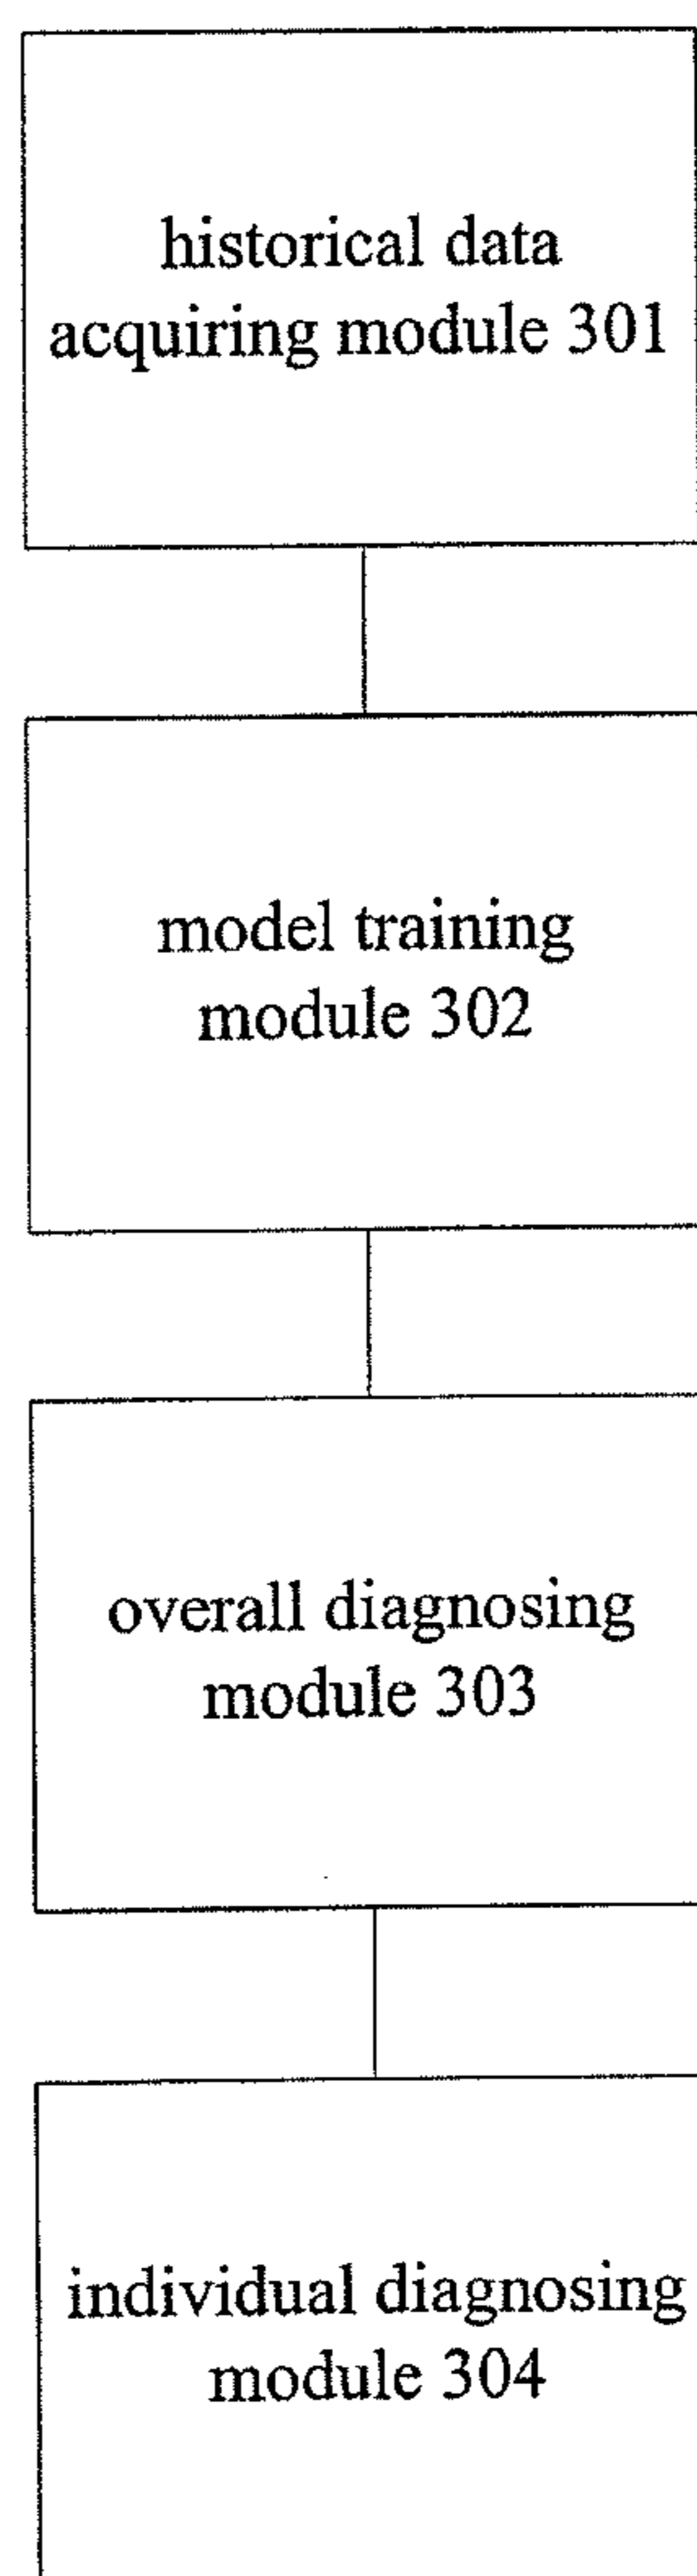 historical data
acquiring module 301
model training
module 302
overall diagnosing
module 303
individual diagnosing
module 304